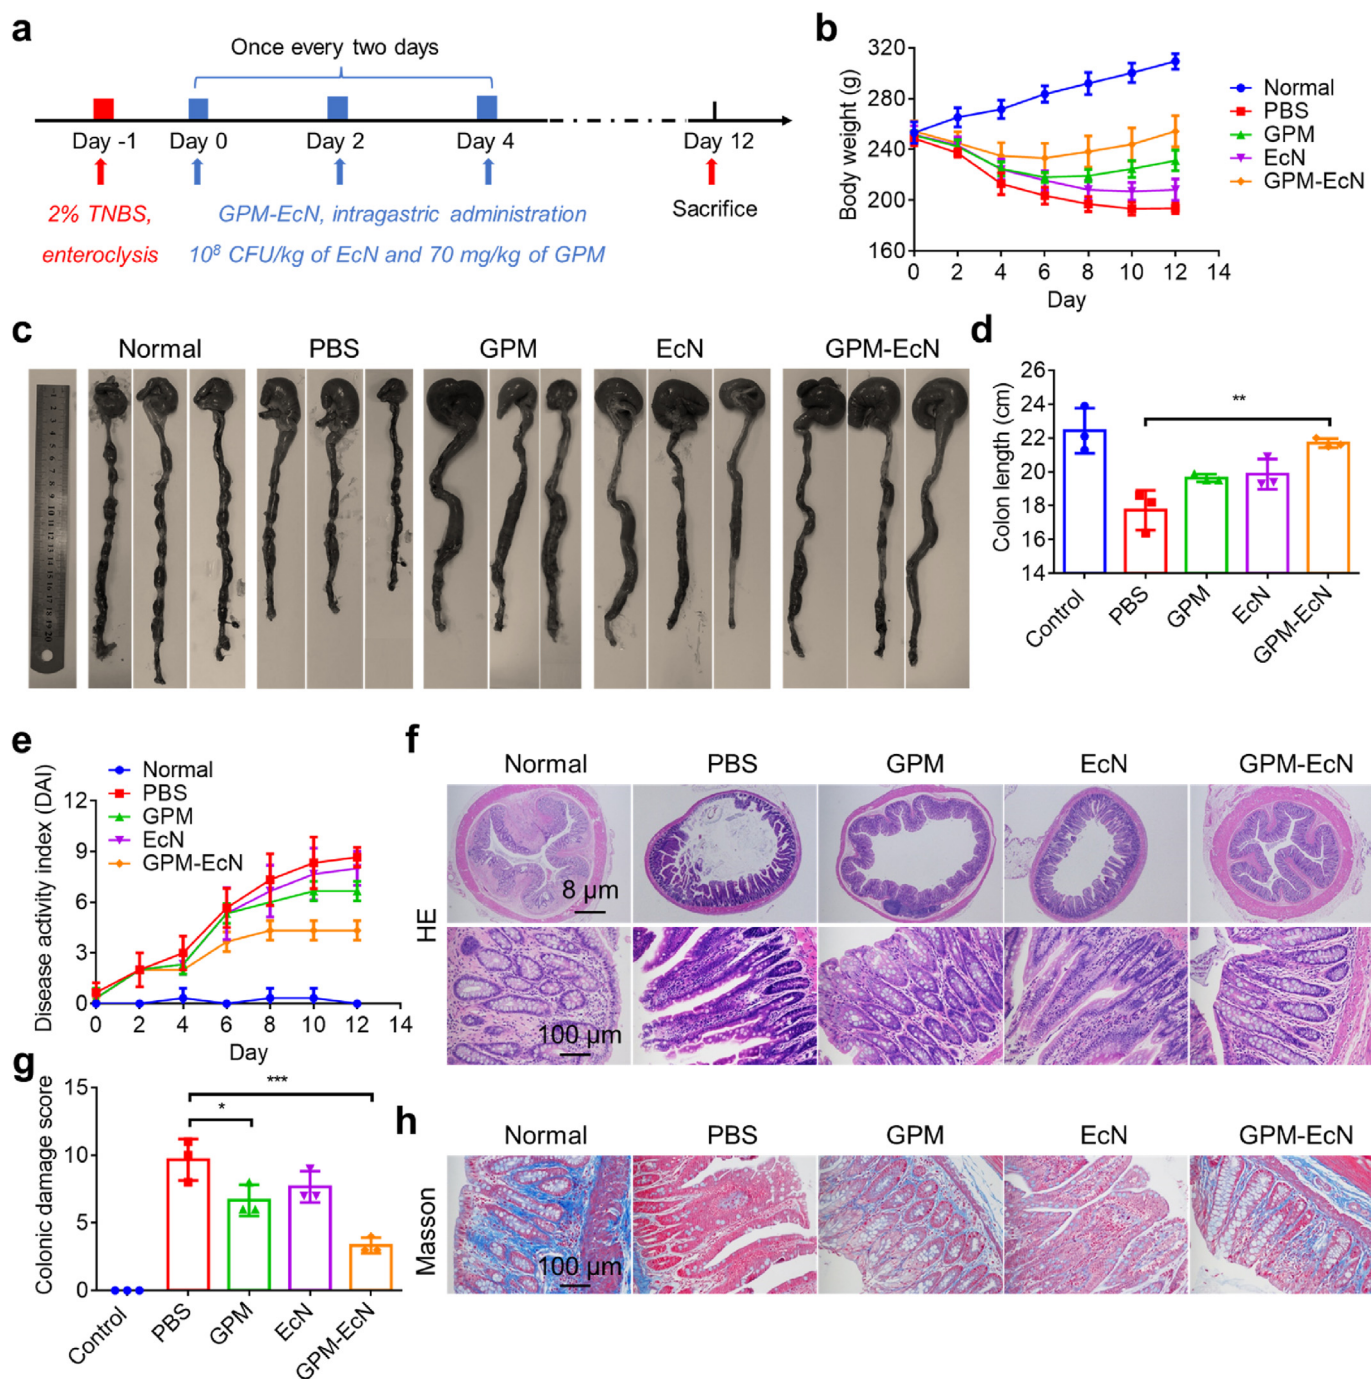 a
Once every two days
Day -1
Day 0
Day 2
Day 4
Day 12
2% TNBS,
enteroclysis
GPM-EcN, intragastric administration
10⁸ CFU/kg of EcN and 70 mg/kg of GPM
Sacrifice
b
Body weight (g)
320
280
240
200
160
0 2 4 6 8 10 12 14
Day
Normal
PBS
GPM
EcN
GPM-EcN
c
Normal PBS GPM EcN GPM-EcN
d
Colon length (cm)
26
24
22
20
18
16
14
**
Control PBS GPM EcN GPM-EcN
e
Normal
PBS
GPM
EcN
GPM-EcN
Disease activity index (DAI)
12
9
6
3
0
0 2 4 6 8 10 12 14
Day
f
Normal PBS GPM EcN GPM-EcN
HE
8 µm
100 µm
g
Colonic damage score
15
10
5
0
***
*
Control PBS GPM EcN GPM-EcN
h
Normal PBS GPM EcN GPM-EcN
Masson
100 µm